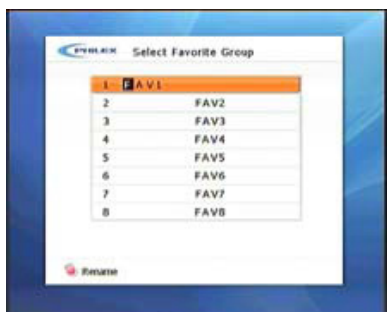 PHILEX Select Favorite Group
1 FAV1
2 FAV2
3 FAV3
4 FAV4
5 FAV5
6 FAV6
7 FAV7
8 FAV8
Rename